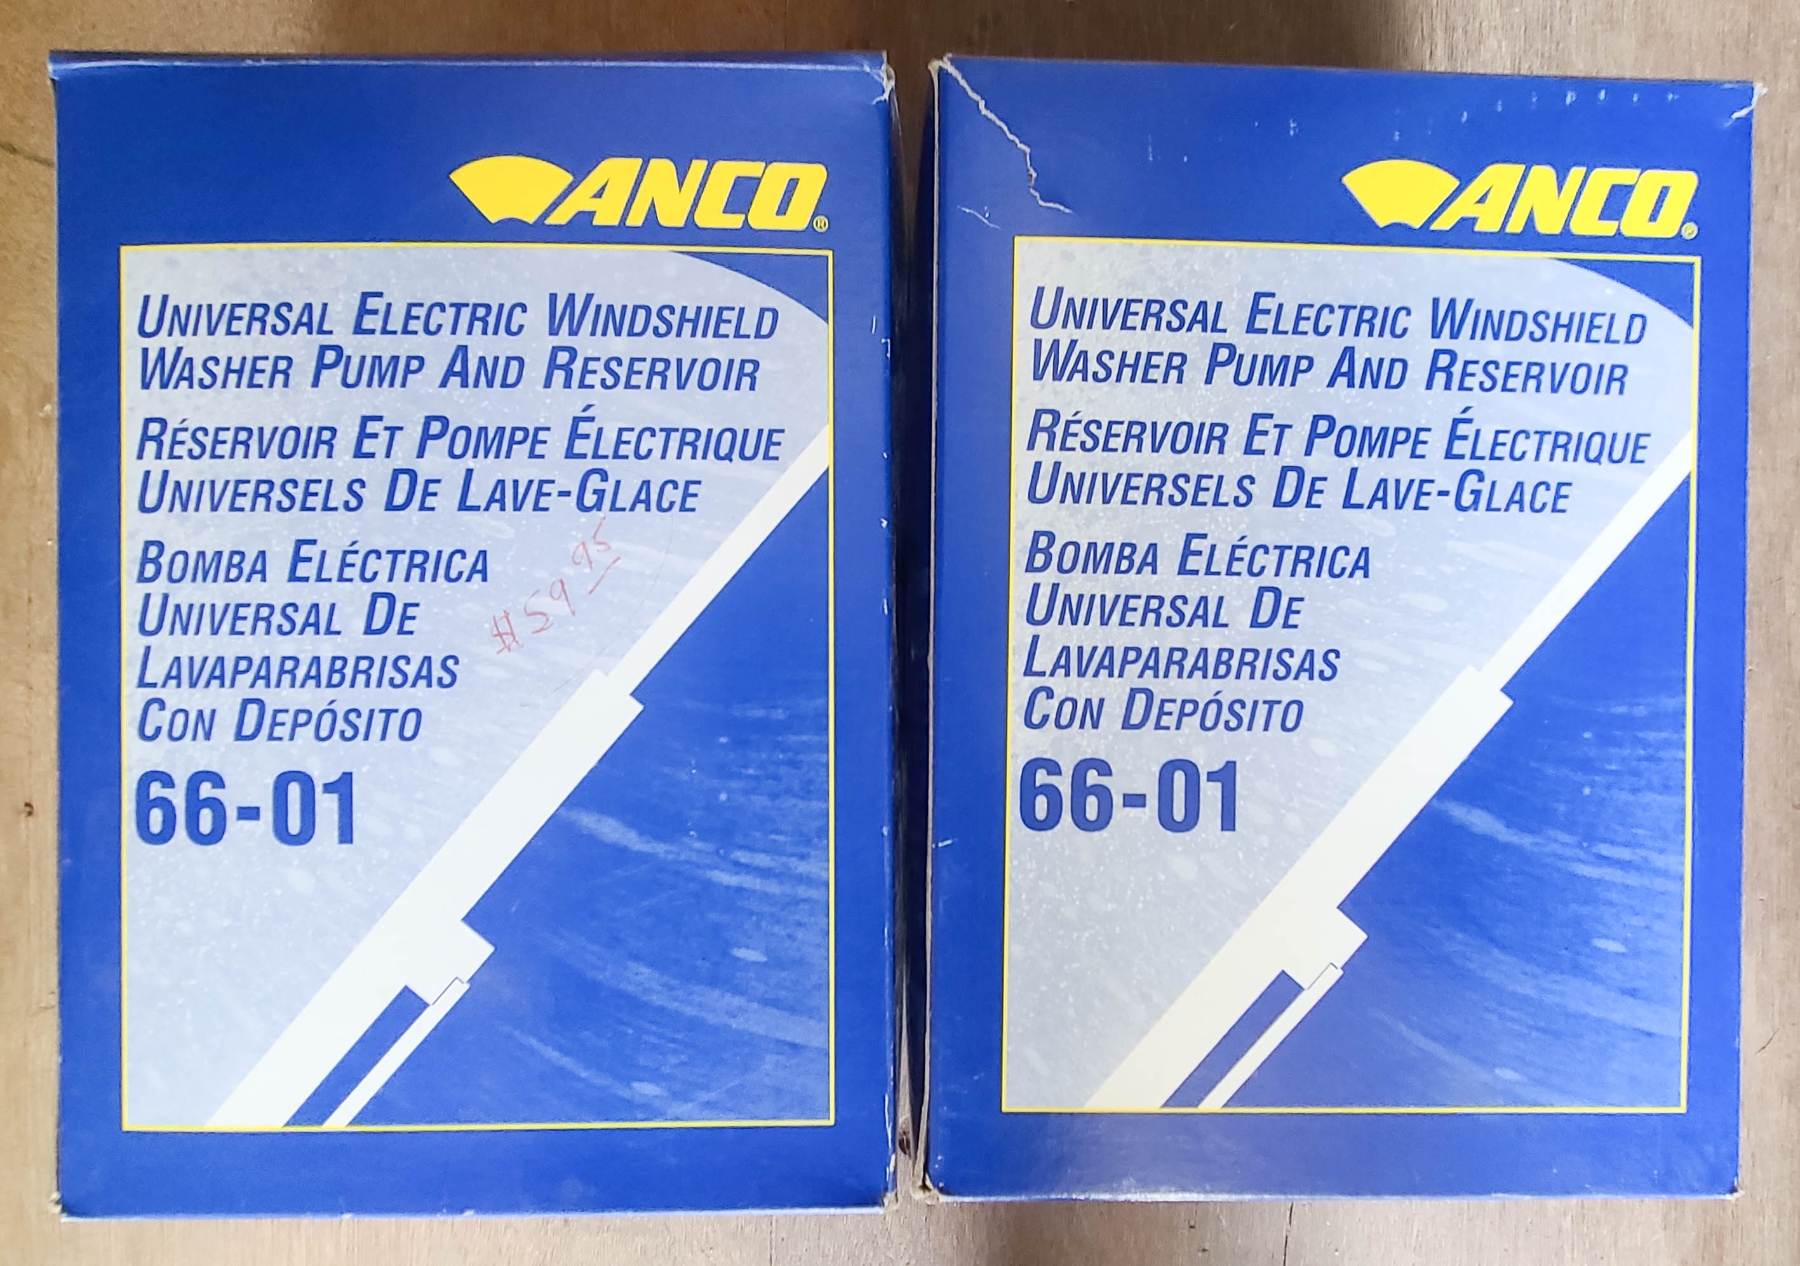 ANCO®
UNIVERSAL ELECTRIC WINDSHIELD
WASHER PUMP AND RESERVOIR
RÉSERVOIR ET POMPE ÉLECTRIQUE
UNIVERSELS DE LAVE-GLACE
BOMBA ELÉCTRICA
UNIVERSAL DE
LAVAPARABRISAS
CON DEPÓSITO
$59.95
66-01
ANCO®
UNIVERSAL ELECTRIC WINDSHIELD
WASHER PUMP AND RESERVOIR
RÉSERVOIR ET POMPE ÉLECTRIQUE
UNIVERSELS DE LAVE-GLACE
BOMBA ELÉCTRICA
UNIVERSAL DE
LAVAPARABRISAS
CON DEPÓSITO
66-01